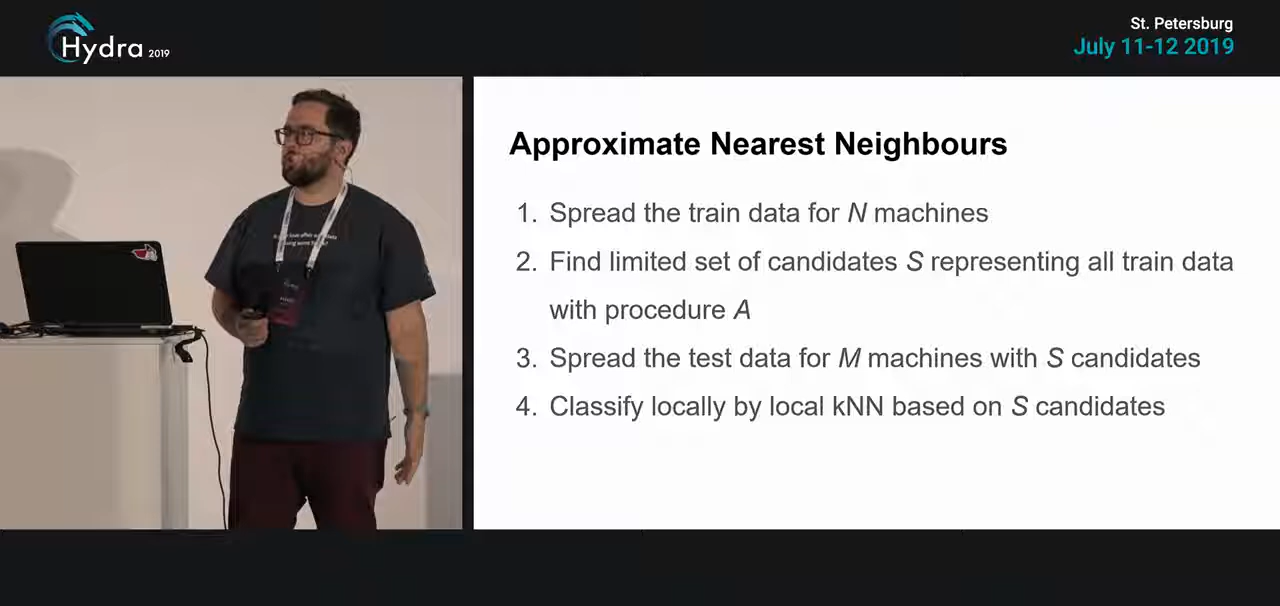 Hydra 2019
St. Petersburg
July 11-12 2019
Approximate Nearest Neighbours
1. Spread the train data for N machines
2. Find limited set of candidates S representing all train data
with procedure A
3. Spread the test data for M machines with S candidates
4. Classify locally by local kNN based on S candidates